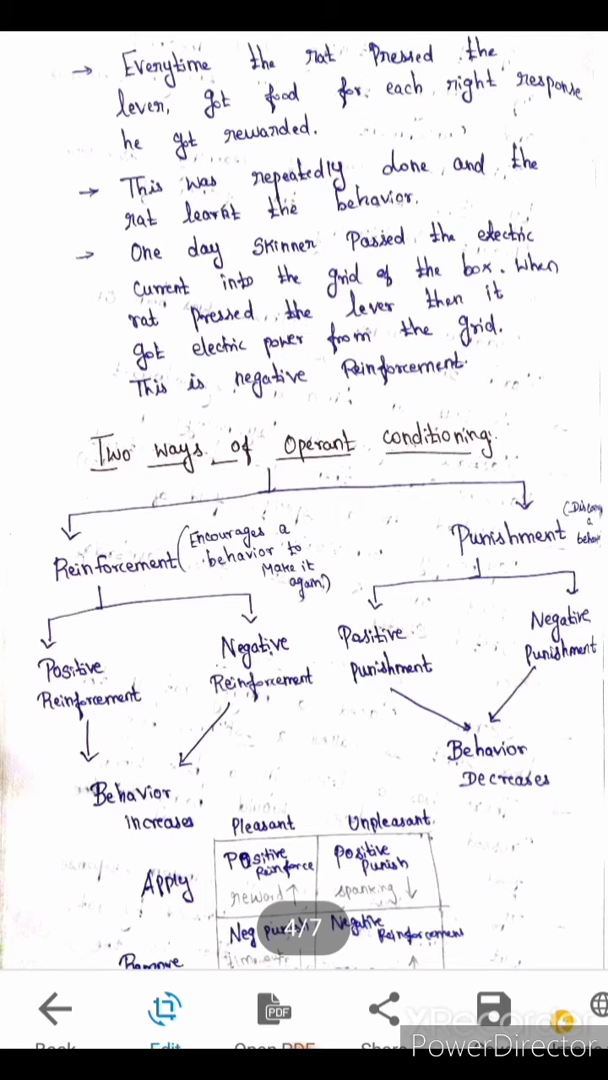 → Everytime the rat Pressed the
lever, got food for each right response
he got rewarded.
→ This was repeatedly done and the
rat learnt the behavior.
→ One day Skinner Passed the electric
current into the grid of the box. When
rat pressed the lever then it
got electric power from the grid.
This is negative Reinforcement.
Two ways of Operant conditioning
Reinforcement (Encourages a
behavior to
make it
again)
Punishment
a
Positive
Reinforcement
Negative
Reinforcement
Positive
Punishment
Negative
Punishment
Behavior
increases
Behavior
Decreases
Pleasant Unpleasant
Apply
Positive
Reinforce
reward ↑
Positive
Punish
spanking ↓
Remove
Neg
Negative
Reinforcement
↑
4/7
PDF
XRecorder
PowerDirector